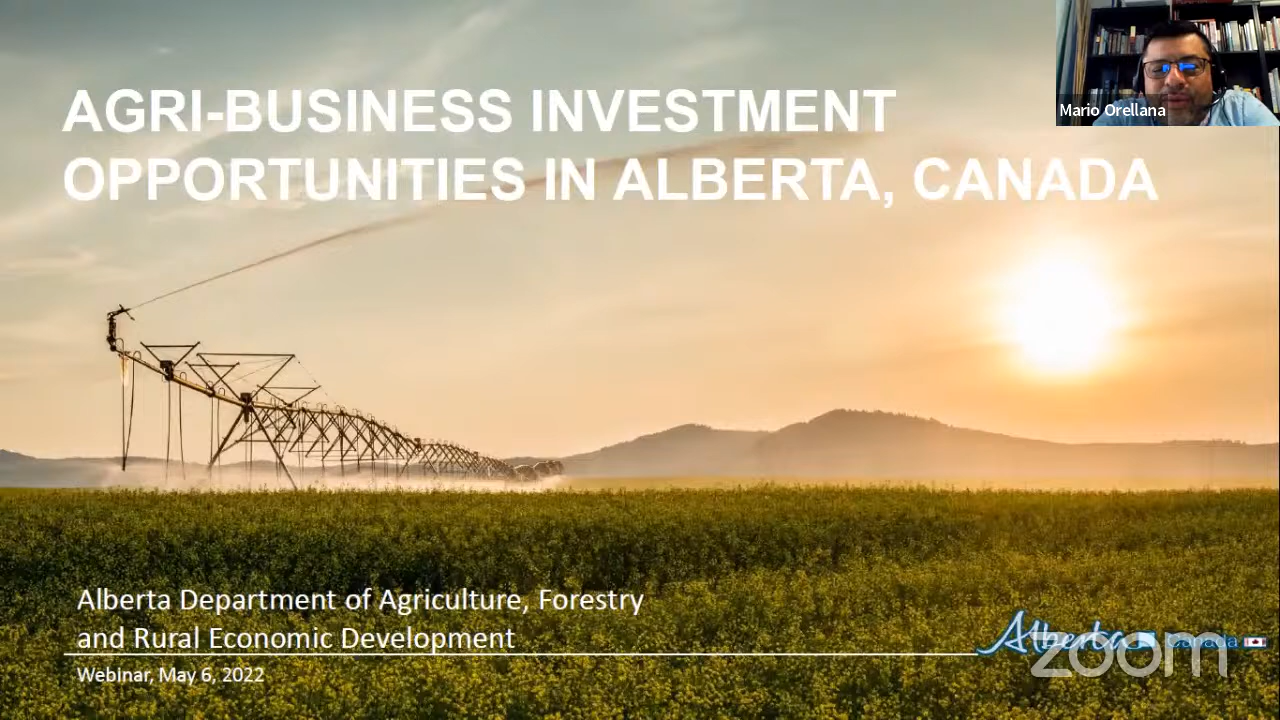 AGRI-BUSINESS INVESTMENT
OPPORTUNITIES IN ALBERTA, CANADA
Mario Orellana
Alberta Department of Agriculture, Forestry
and Rural Economic Development
Webinar, May 6, 2022
Alberta Canada
zoom